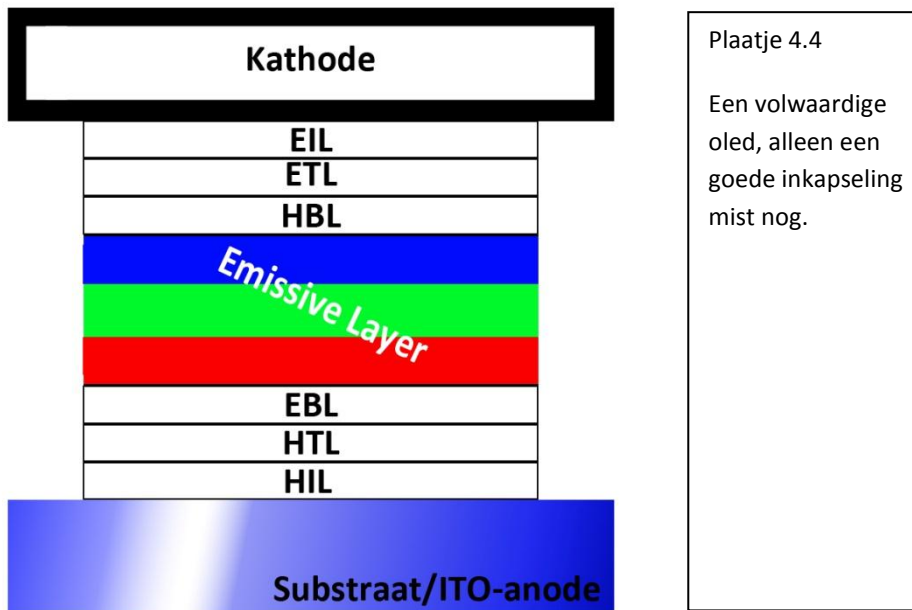 Kathode
EIL
ETL
HBL
Emissive Layer
EBL
HTL
HIL
Substraat/ITO-anode
Plaatje 4.4
Een volwaardige
oled, alleen een
goede inkapseling
mist nog.